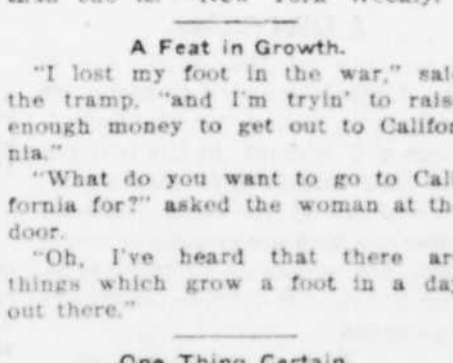 A Feat in Growth.
"I lost my foot in the war," sai
the tramp, "and I'm tryin' to rais
enough money to get out to Califor
nia."
"What do you want to go to Cali
fornia for?" asked the woman at th
door.
"Oh, I've heard that there ar
things which grow a foot in a day
out there."
One Thing Certain.